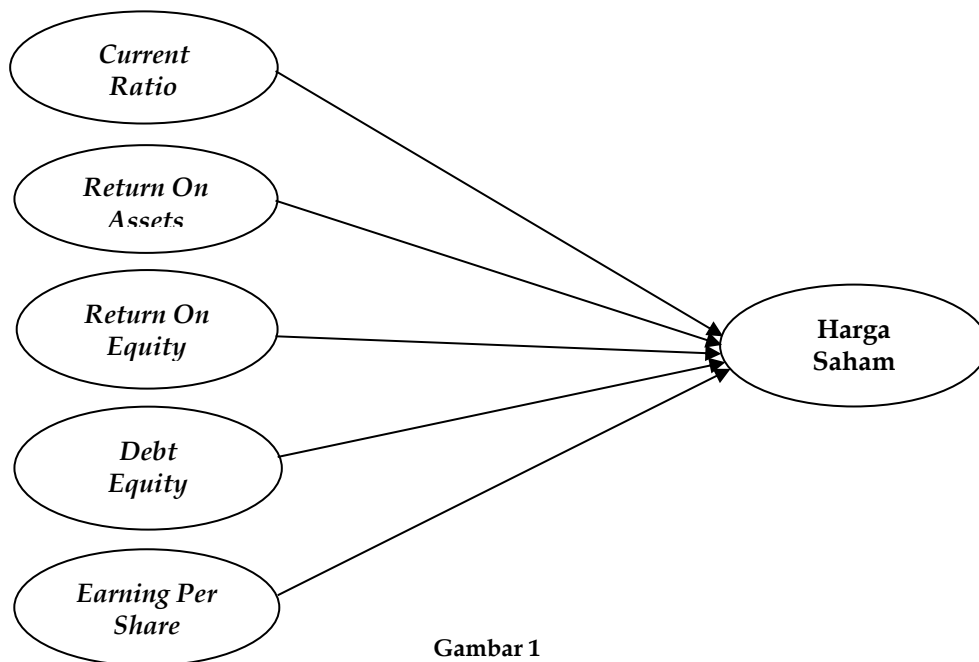 Current
Ratio
Return On
Assets
Return On
Equity
Debt
Equity
Earning Per
Share
Harga
Saham
Gambar 1